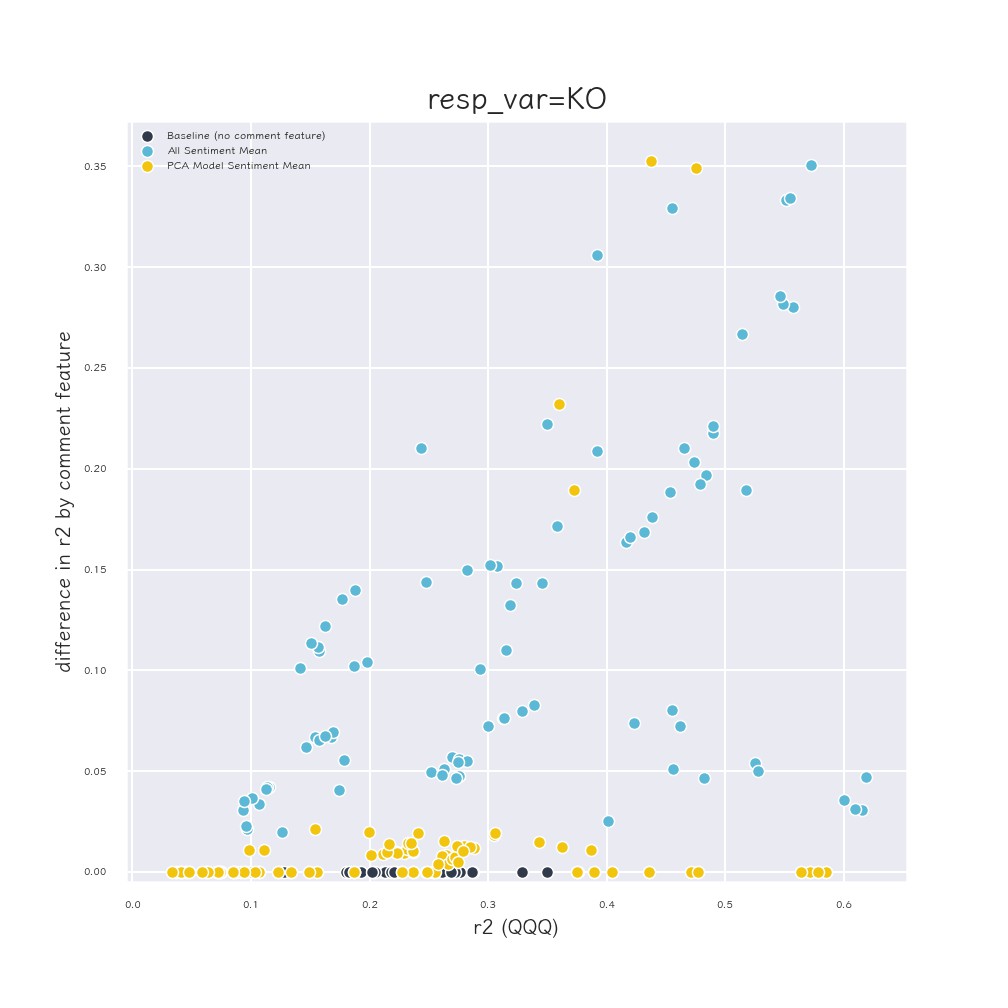 resp_var=KO
Baseline (no comment feature)
All Sentiment Mean
PCA Model Sentiment Mean
0.35
0.30
0.25
0.20
0.15
0.10
0.05
0.00
difference in r2 by comment feature
0.0 0.1 0.2 0.3 0.4 0.5 0.6
r2 (QQQ)